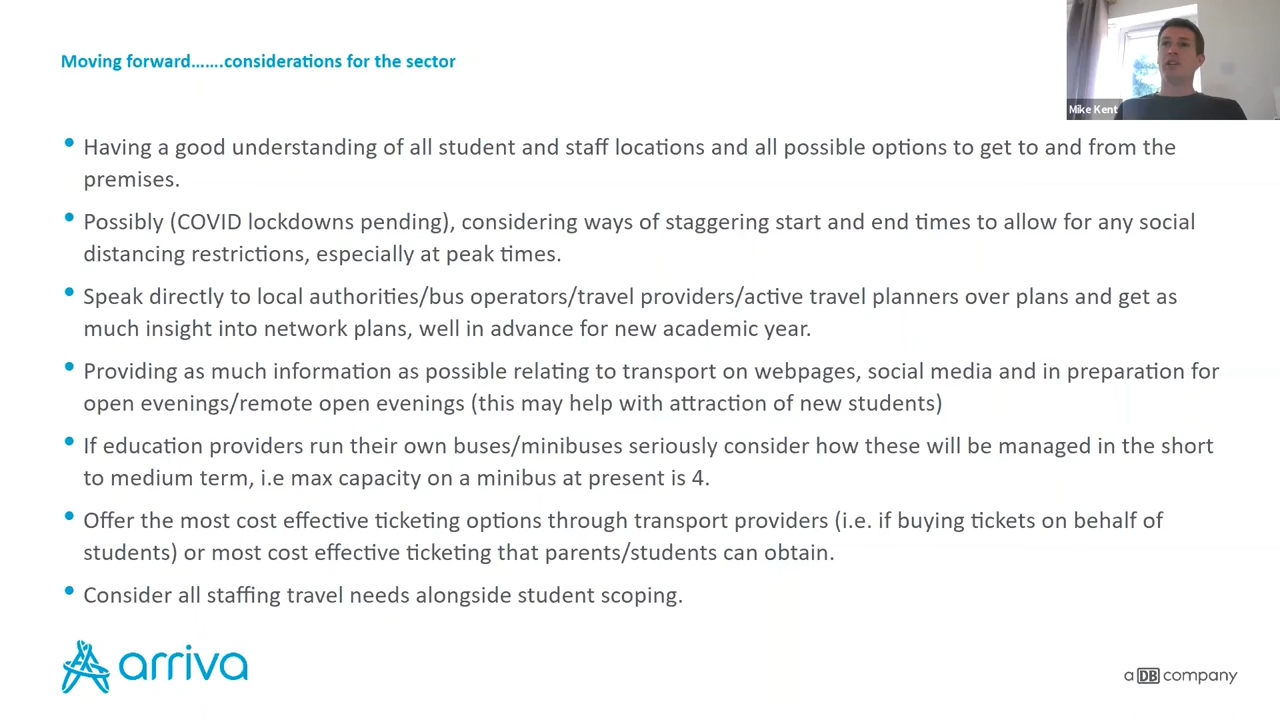 Moving forward.......considerations for the sector
Mike Kent
• Having a good understanding of all student and staff locations and all possible options to get to and from the
premises.
• Possibly (COVID lockdowns pending), considering ways of staggering start and end times to allow for any social
distancing restrictions, especially at peak times.
• Speak directly to local authorities/bus operators/travel providers/active travel planners over plans and get as
much insight into network plans, well in advance for new academic year.
• Providing as much information as possible relating to transport on webpages, social media and in preparation for
open evenings/remote open evenings (this may help with attraction of new students)
• If education providers run their own buses/minibuses seriously consider how these will be managed in the short
to medium term, i.e max capacity on a minibus at present is 4.
• Offer the most cost effective ticketing options through transport providers (i.e. if buying tickets on behalf of
students) or most cost effective ticketing that parents/students can obtain.
• Consider all staffing travel needs alongside student scoping.
arriva
a DB company